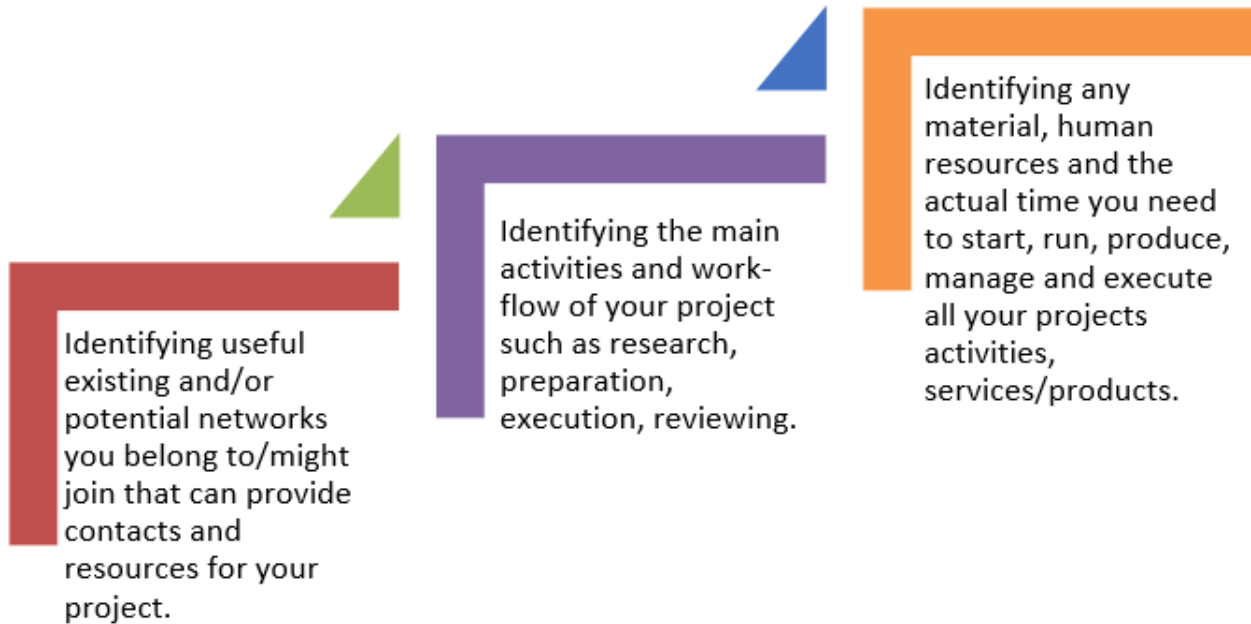 Identifying useful
existing and/or
potential networks
you belong to/might
join that can provide
contacts and
resources for your
project.
Identifying the main
activities and work-
flow of your project
such as research,
preparation,
execution, reviewing.
Identifying any
material, human
resources and the
actual time you need
to start, run, produce,
manage and execute
all your projects
activities,
services/products.